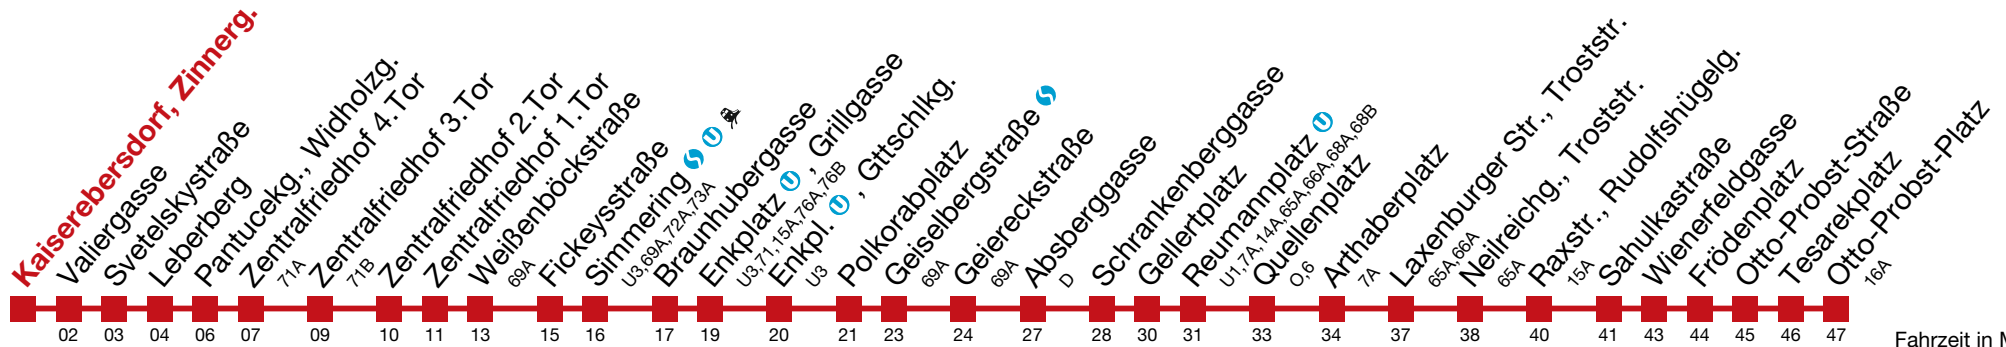 Kaiserebersdorf, Zinnerg.
Valiergasse
Svetelskystraße
Leberberg
Pantucekg., Widholzg.
Zentralfriedhof 4. Tor
71A
Zentralfriedhof 3. Tor
71B
Zentralfriedhof 2. Tor
Zentralfriedhof 1. Tor
Weißenböckstraße
69A
Fickeysstraße
Simmering
U3,69A,72A,73A
Braunhubergasse
Enkplatz U, Grillgasse
U3,71,15A,76A,76B
Enkpl. U, Gttschlkg.
U3
Polkorabplatz
Geiselbergstraße
69A
Geiereckstraße
69A
Absberggasse
D
Schrankenberggasse
Gellertplatz
Reumannplatz U
U1,7A,14A,65A,66A,68A,68B
Quellenplatz
O,6
Arthaberplatz
7A
Laxenburger Str., Troststr.
65A,66A
Neilreichg., Troststr.
65A
Raxstr., Rudolfshügelg.
15A
Sahulkastraße
Wienerfeldgasse
Frödenplatz
Otto-Probst-Straße
Tesarekplatz
Otto-Probst-Platz
16A
02 03 04 06 07 09 10 11 13 15 16 17 19 20 21 23 24 27 28 30 31 33 34 37 38 40 41 43 44 45 46 47
Fahrzeit in M